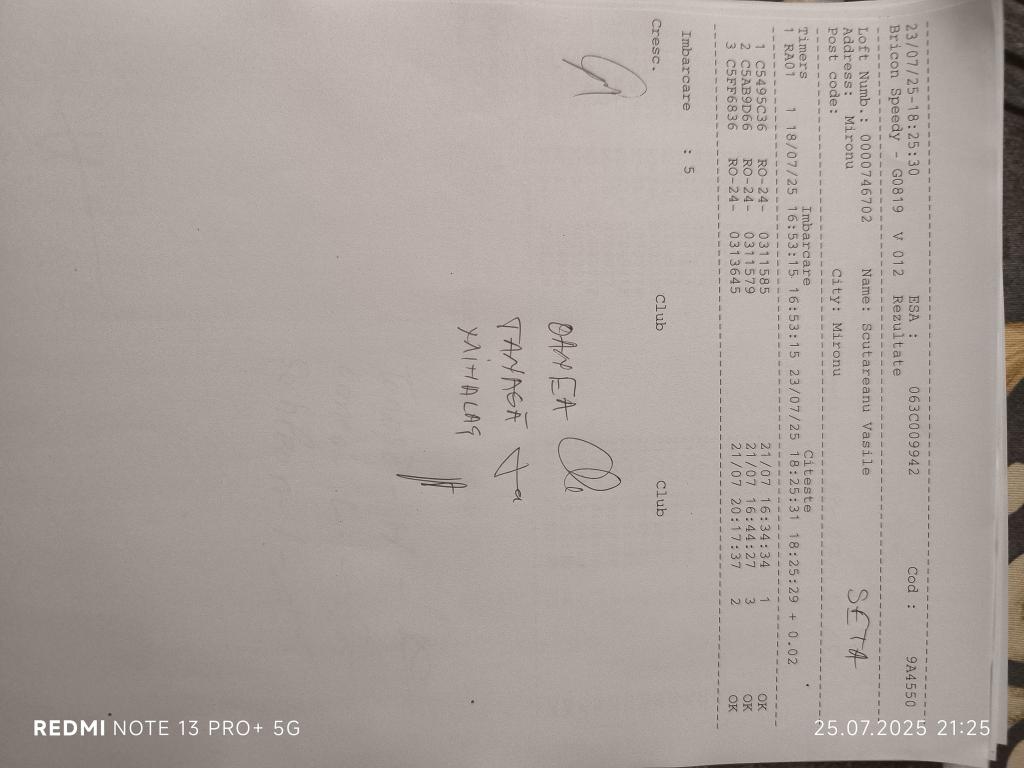 23/07/25-18:25:30 ESA : 063C009942 Cod : 9A4550
Bricon Speedy - G0819 V 012 Rezultate
Loft Numb.: 0000746702 Name: Scutareanu Vasile
Address: Mironu SETA
Post code: City: Mironu
Timers Imbarcare Citeste
1 RA01 1 18/07/25 16:53:15 16:53:15 23/07/25 18:25:31 18:25:29 + 0.02
1 C5495C36 RO-24- 0311585 21/07 16:34:34 1 OK
2 C5AB9D66 RO-24- 0311579 21/07 16:44:27 3 OK
3 C5FF6836 RO-24- 0313645 21/07 20:17:37 2 OK
Imbarcare : 5
Cresc. Club Club
TANAGĂ
REDMI NOTE 13 PRO+ 5G
25.07.2025 21:25